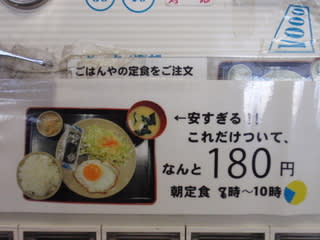 ごはんやの定食をご注文
←安すぎる!!
これだけついて、
なんと180円
朝定食 8時～10時